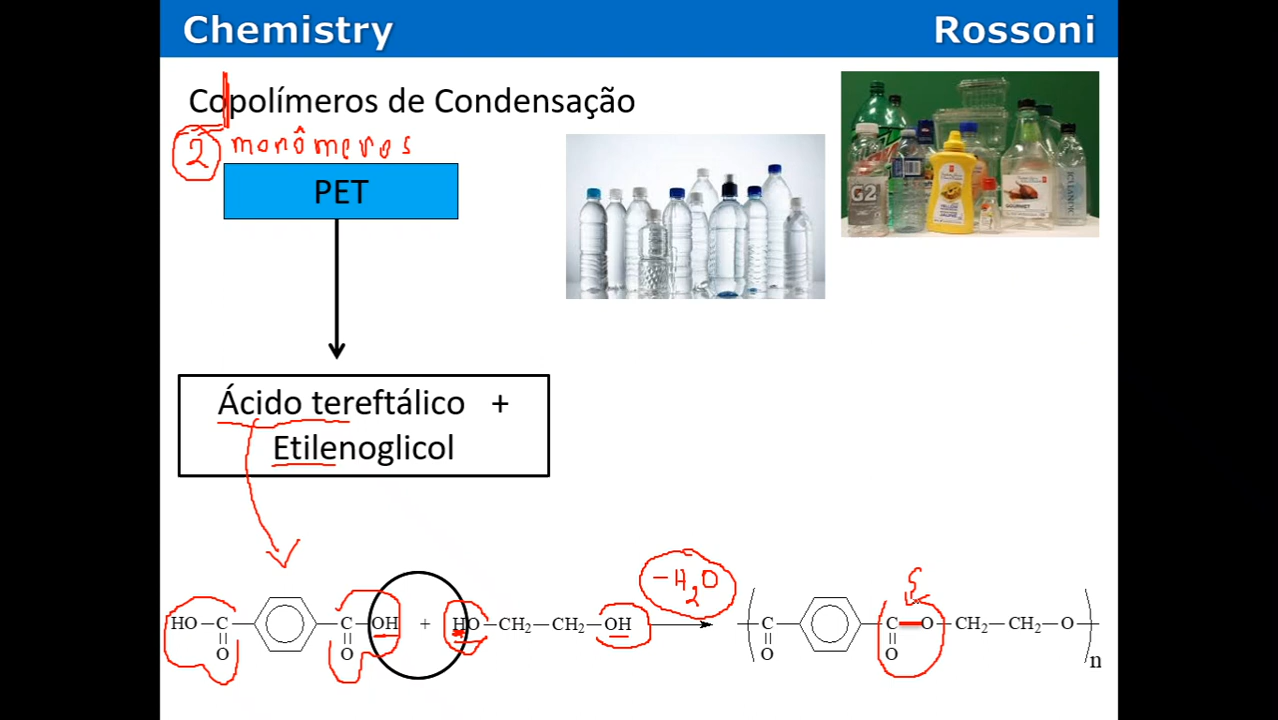 Chemistry Rossoni
Copolímeros de Condensação
2 monômeros
PET
G2
Ácido tereftálico +
Etilenoglicol
-H2O
HO C OH + HO CH2 CH2 OH C C O CH2 CH2 O
O O O O
n